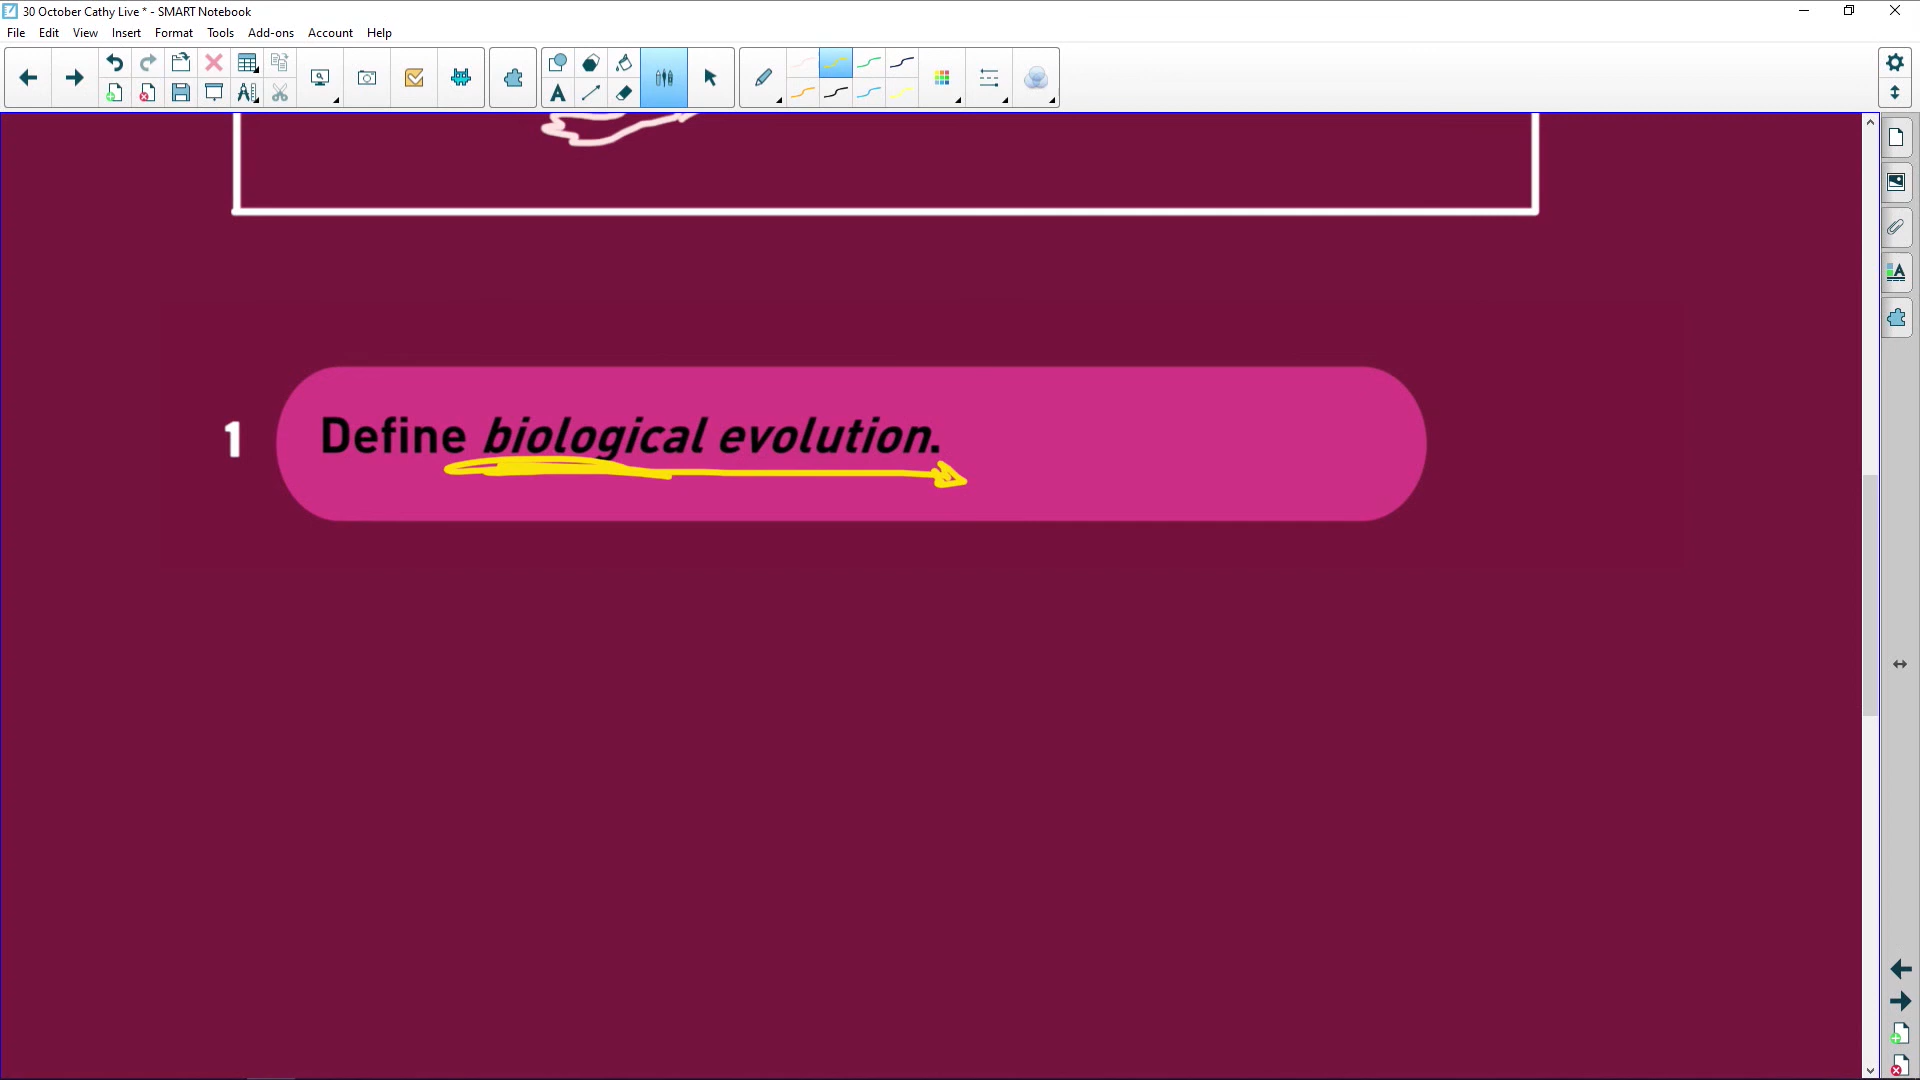 30 October Cathy Live * - SMART Notebook
File Edit View Insert Format Tools Add-ons Account Help
1 Define biological evolution.